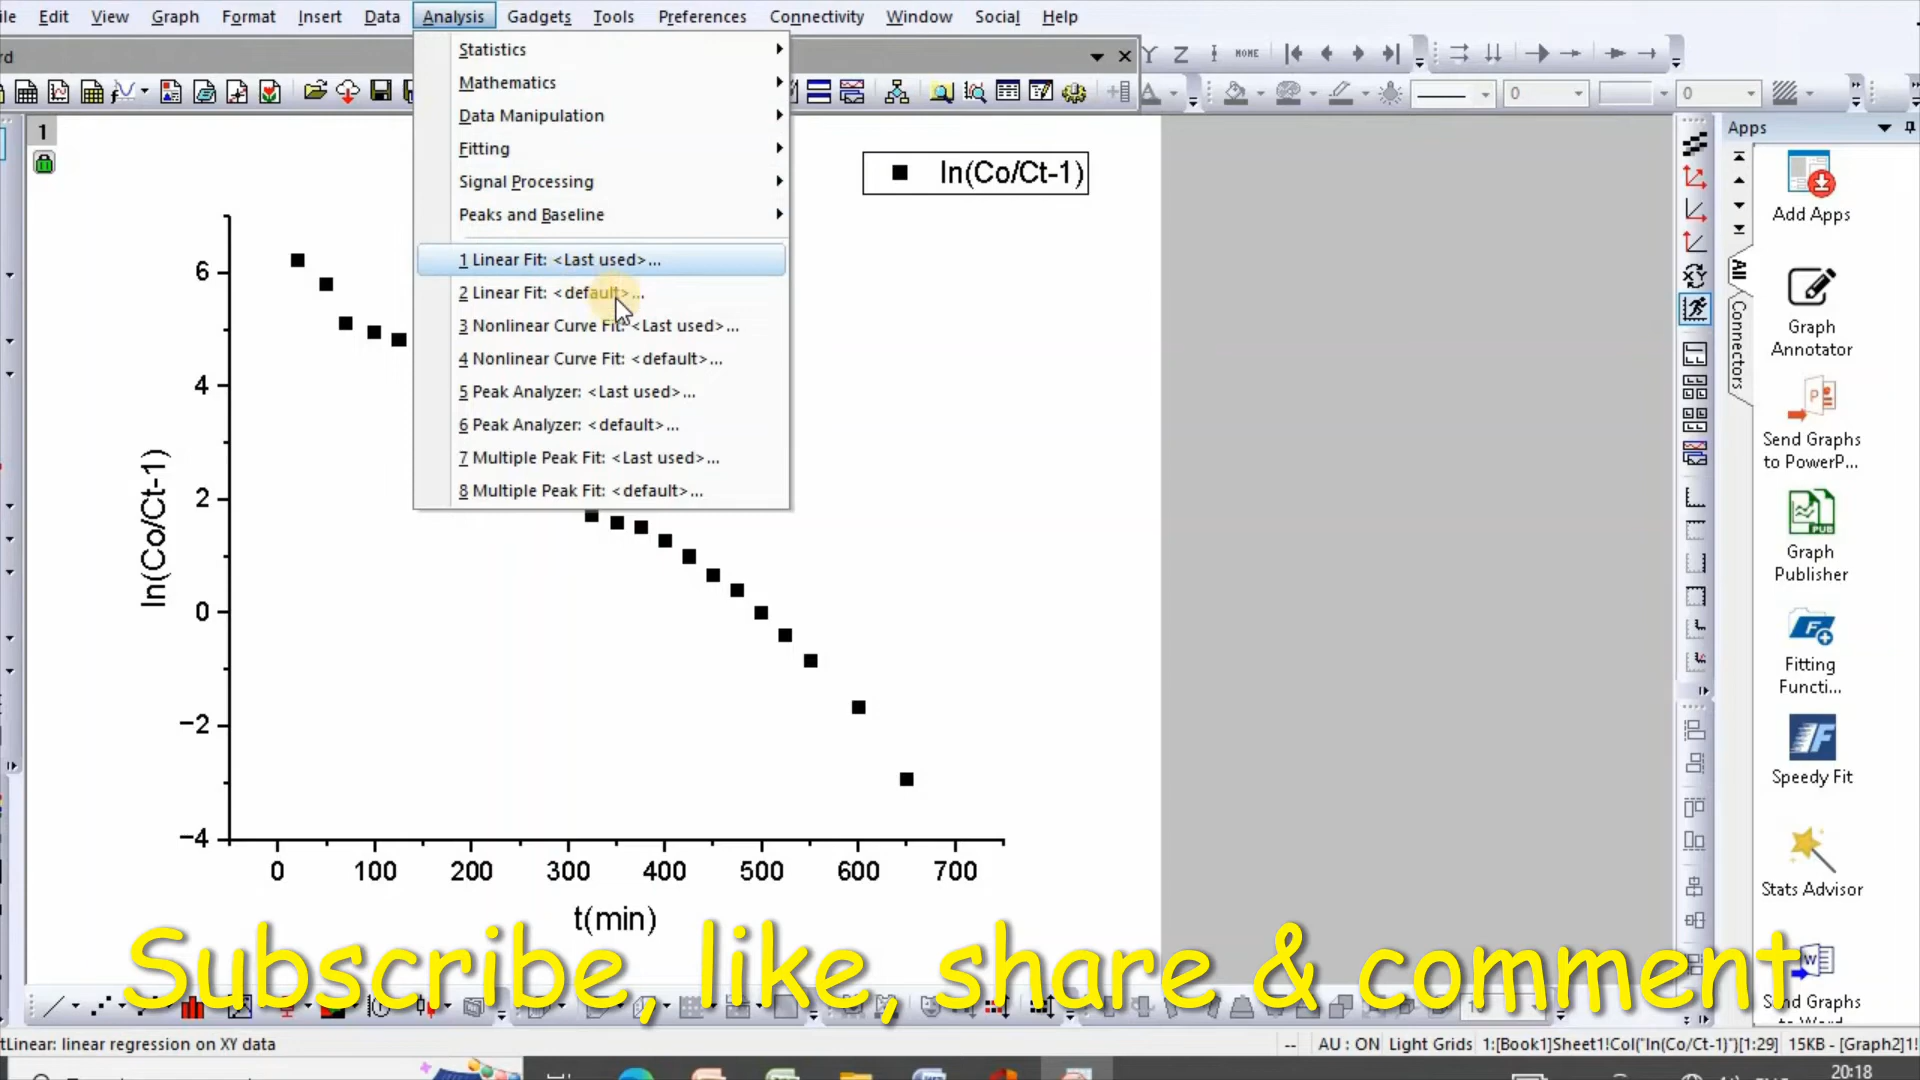 Edit View Graph Format Insert Data Analysis Gadgets Tools Preferences Connectivity Window Social Help
Statistics
Mathematics
Data Manipulation
Fitting
Signal Processing
Peaks and Baseline
1 Linear Fit: <Last used>...
2 Linear Fit: <default>...
3 Nonlinear Curve Fit: <Last used>...
4 Nonlinear Curve Fit: <default>...
5 Peak Analyzer: <Last used>...
6 Peak Analyzer: <default>...
7 Multiple Peak Fit: <Last used>...
8 Multiple Peak Fit: <default>...
Y Z HOME
A 0 0
1
ln(Co/Ct-1)
ln(Co/Ct-1)
6
4
2
0
−2
−4
0 100 200 300 400 500 600 700
t(min)
Apps
All
Connectors
Add Apps
Graph
Annotator
Send Graphs
to PowerP...
Graph
Publisher
Fitting
Functi...
Speedy Fit
Stats Advisor
Send Graphs
Subscribe, like, share & comment
tLinear: linear regression on XY data
-- AU : ON Light Grids 1:[Book1]Sheet1!Col("ln(Co/Ct-1)")[1:29] 15KB - [Graph2]1!
20:18